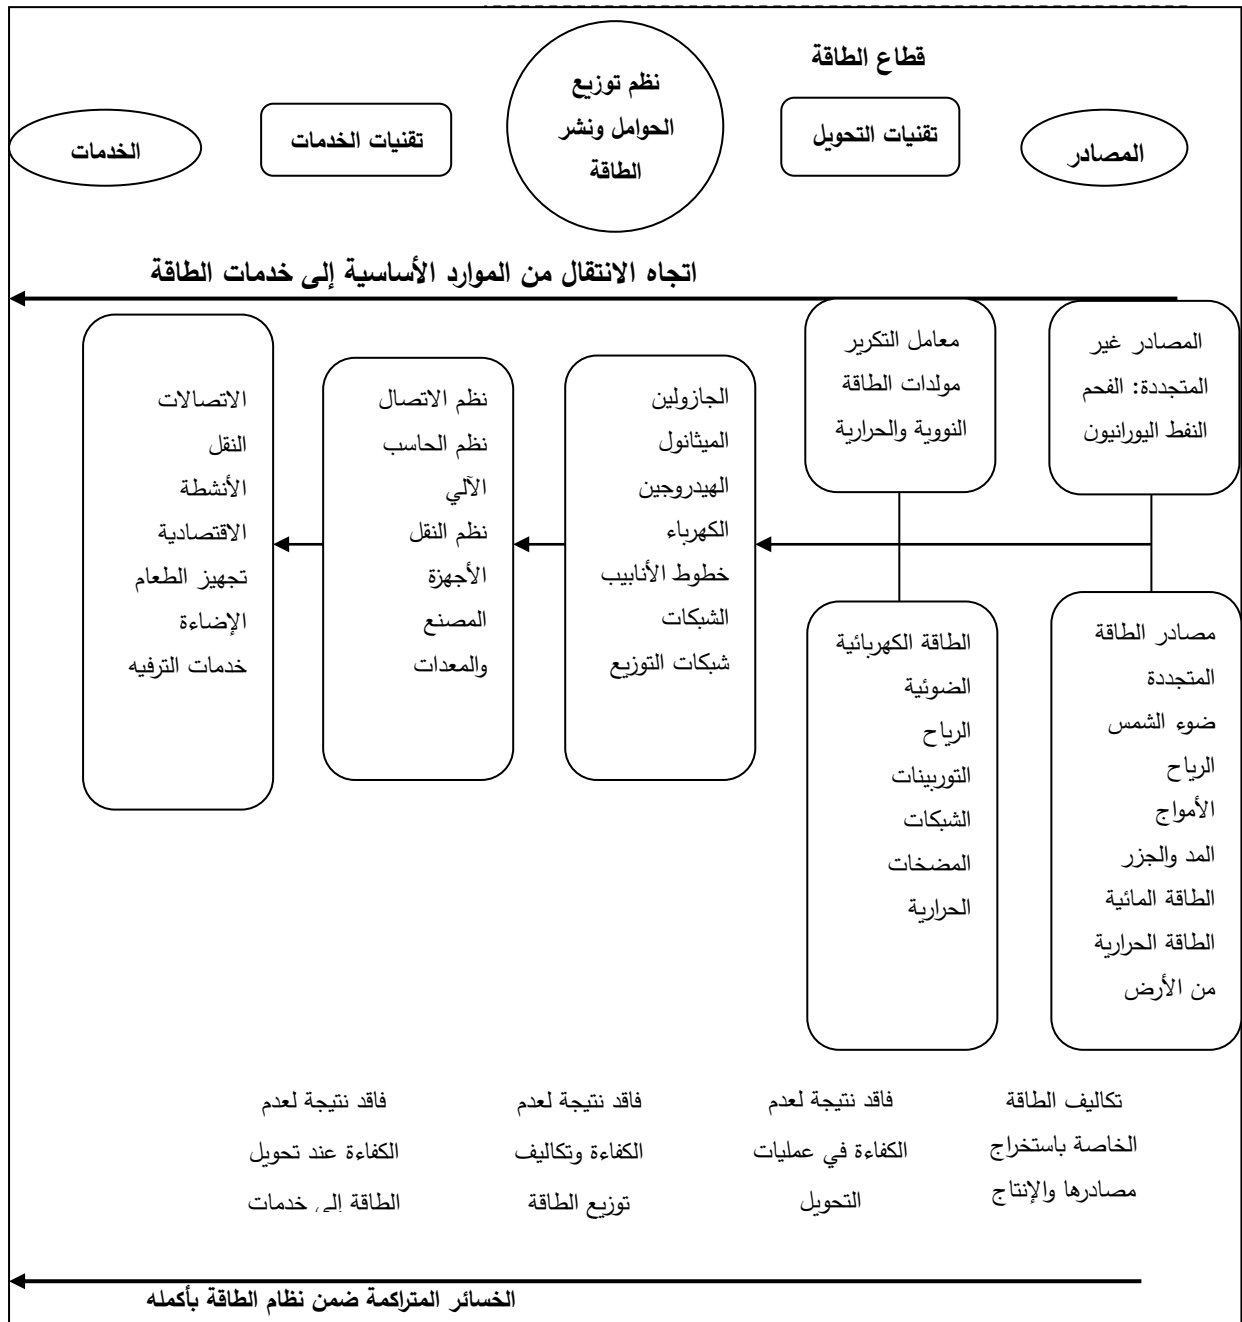 قطاع الطاقة
المصادر
تقنيات التحويل
نظم توزيع
الحوامل ونشر
الطاقة
تقنيات الخدمات
الخدمات
اتجاه الانتقال من الموارد الأساسية إلى خدمات الطاقة
المصادر غير
المتجددة: الفحم
النفط اليورانيون
معامل التكرير
مولدات الطاقة
النووية والحرارية
الجازولين
الميثانول
الهيدروجين
الكهرباء
خطوط الأنابيب
الشبكات
شبكات التوزيع
نظم الاتصال
نظم الحاسب
الآلي
نظم النقل
الأجهزة
المصنع
والمعدات
الاتصالات
النقل
الأنشطة
الاقتصادية
تجهيز الطعام
الإضاءة
خدمات الترفيه
مصادر الطاقة
المتجددة
ضوء الشمس
الرياح
الأمواج
المد والجزر
الطاقة المائية
الطاقة الحرارية
من الأرض
الطاقة الكهربائية
الضوئية
الرياح
التوربينات
الشبكات
المضخات
الحرارية
تكاليف الطاقة
الخاصة باستخراج
مصادرها والإنتاج
فاقد نتيجة لعدم
الكفاءة في عمليات
التحويل
فاقد نتيجة لعدم
الكفاءة وتكاليف
توزيع الطاقة
فاقد نتيجة لعدم
الكفاءة عند تحويل
الطاقة إلى خدمات
الخسائر المتراكمة ضمن نظام الطاقة بأكمله